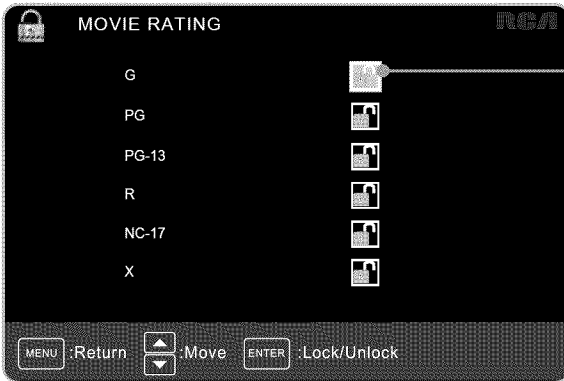 MOVIE RATING
RCA
G
PG
PG-13
R
NC-17
X
MENU :Return :Move ENTER :Lock/Unlock